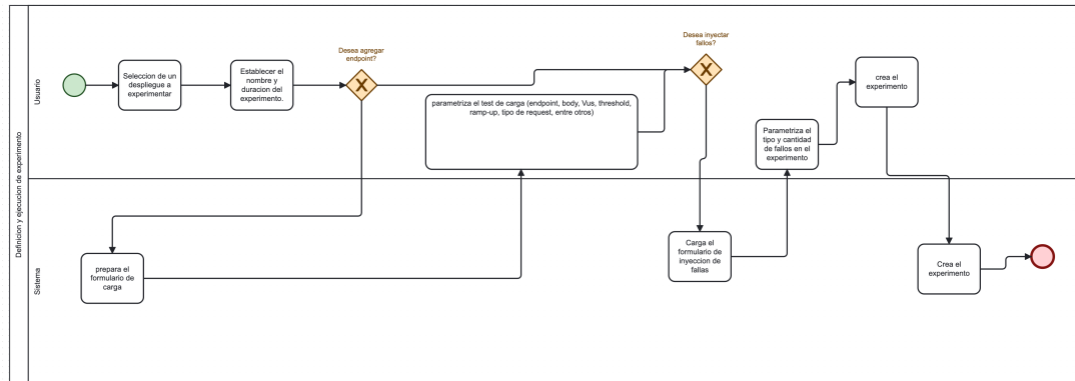 Definicion y ejecucion de experimento
Usuario
Seleccion de un
despliegue a
experimentar
Establecer el
nombre y
duracion del
experimento.
Desea agregar
endpoint?
parametriza el test de carga (endpoint, body, Vus, threshold,
ramp-up, tipo de request, entre otros)
Desea inyectar
fallos?
Parametriza el
tipo y cantidad
de fallos en el
experimento
crea el
experimento
Sistema
prepara el
formulario de
carga
Carga el
formulario de
inyeccion de
fallas
Crea el
experimento